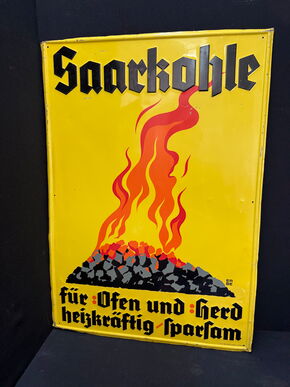 Saarkohle
für Ofen und Herd
heizkräftig sparsam